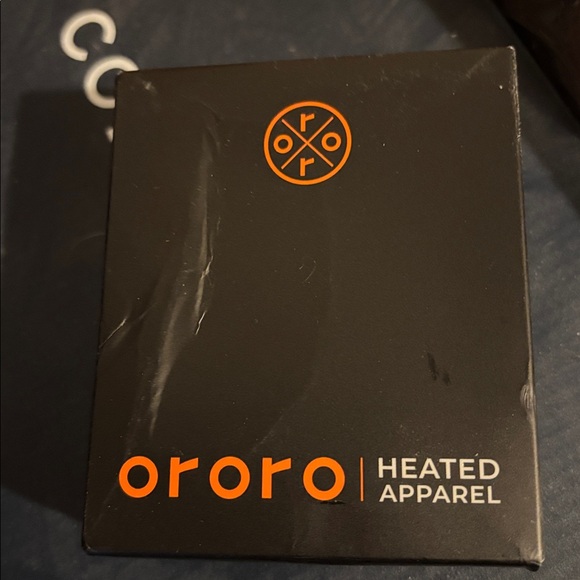 r
o o
r
ororo | HEATED
APPAREL